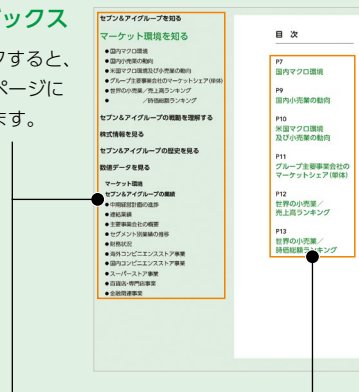 ックス
クすると、
ページに
ます。
セブン&アイグループを知る
マーケット環境を知る
●国内マクロ環境
●国内小売業の動向
●米国マクロ環境及び小売業の動向
●グループ主要事業会社のマーケットシェア(単体)
●世界の小売業/売上高ランキング
●　　　　　/時価総額ランキング
セブン&アイグループの戦略を理解する
株式情報を見る
セブン&アイグループの歴史を見る
数値データを見る
マーケット環境
セブン&アイグループの業績
●中期経営計画の進捗
●連結業績
●主要事業会社の概要
●セグメント別業績の推移
●財務状況
●海外コンビニエンスストア事業
●国内コンビニエンスストア事業
●スーパーストア事業
●百貨店・専門店事業
●金融関連事業
目 次
P7
国内マクロ環境
P9
国内小売業の動向
P10
米国マクロ環境
及び小売業の動向
P11
グループ主要事業会社の
マーケットシェア(単体)
P12
世界の小売業/
売上高ランキング
P13
世界の小売業/
時価総額ランキング